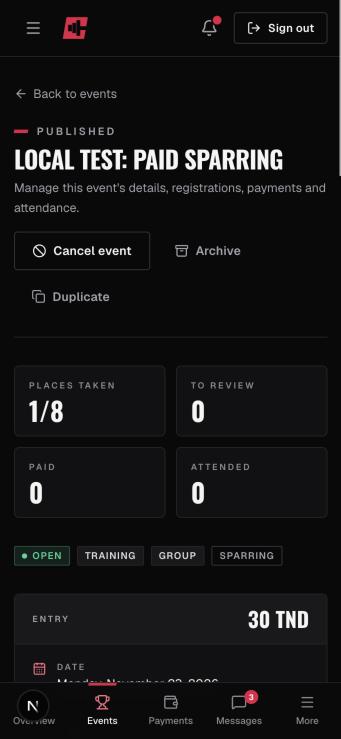 Sign out
Back to events
PUBLISHED
LOCAL TEST: PAID SPARRING
Manage this event's details, registrations, payments and
attendance.
Cancel event
Archive
Duplicate
PLACES TAKEN
1/8
TO REVIEW
0
PAID
0
ATTENDED
0
OPEN
TRAINING
GROUP
SPARRING
ENTRY
30 TND
DATE
N
3
Overview
Events
Payments
Messages
More